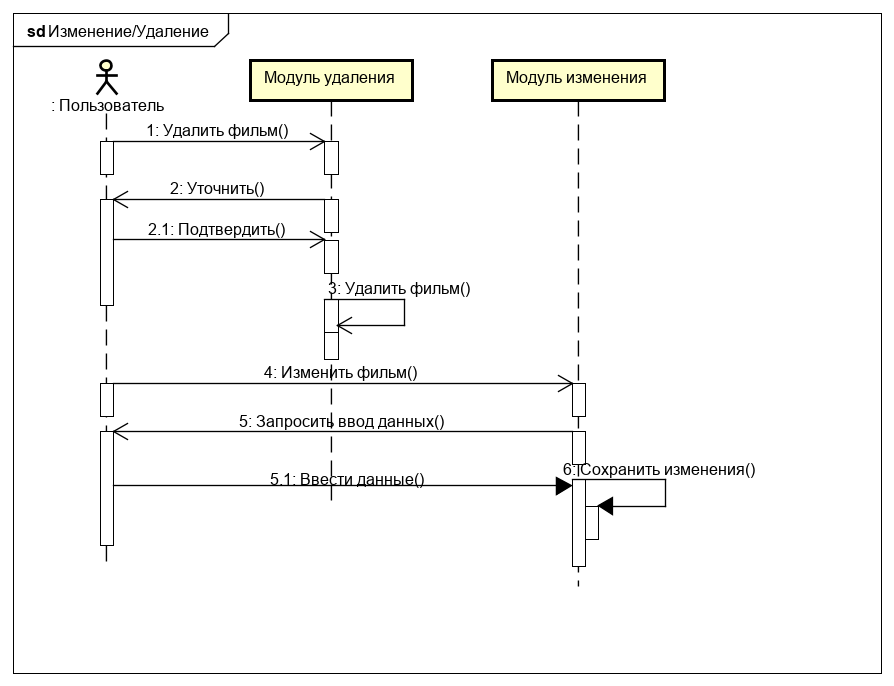 sd Изменение/Удаление
: Пользователь
Модуль удаления
Модуль изменения
1: Удалить фильм()
2: Уточнить()
2.1: Подтвердить()
3: Удалить фильм()
4: Изменить фильм()
5: Запросить ввод данных()
6: Сохранить изменения()
5.1: Ввести данные()